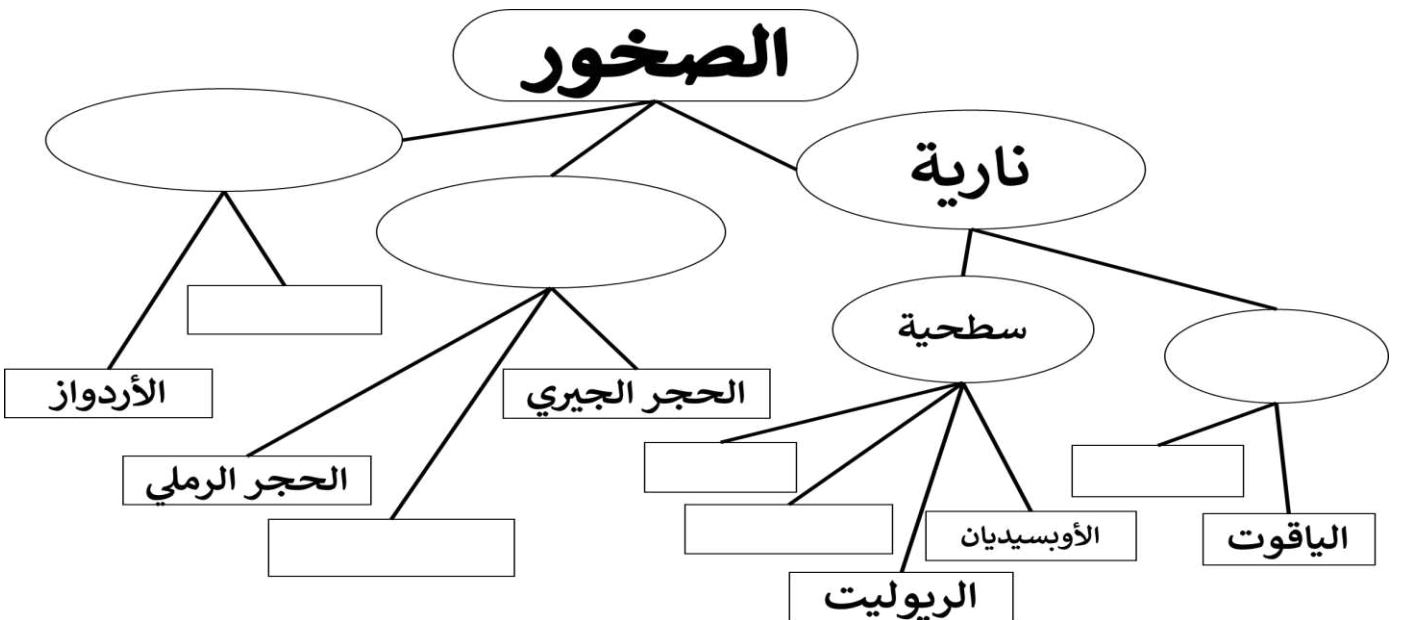 الصخور
نارية
سطحية
الحجر الجيري
الأردواز
الحجر الرملي
الأوبسيديان
الياقوت
الريوليت